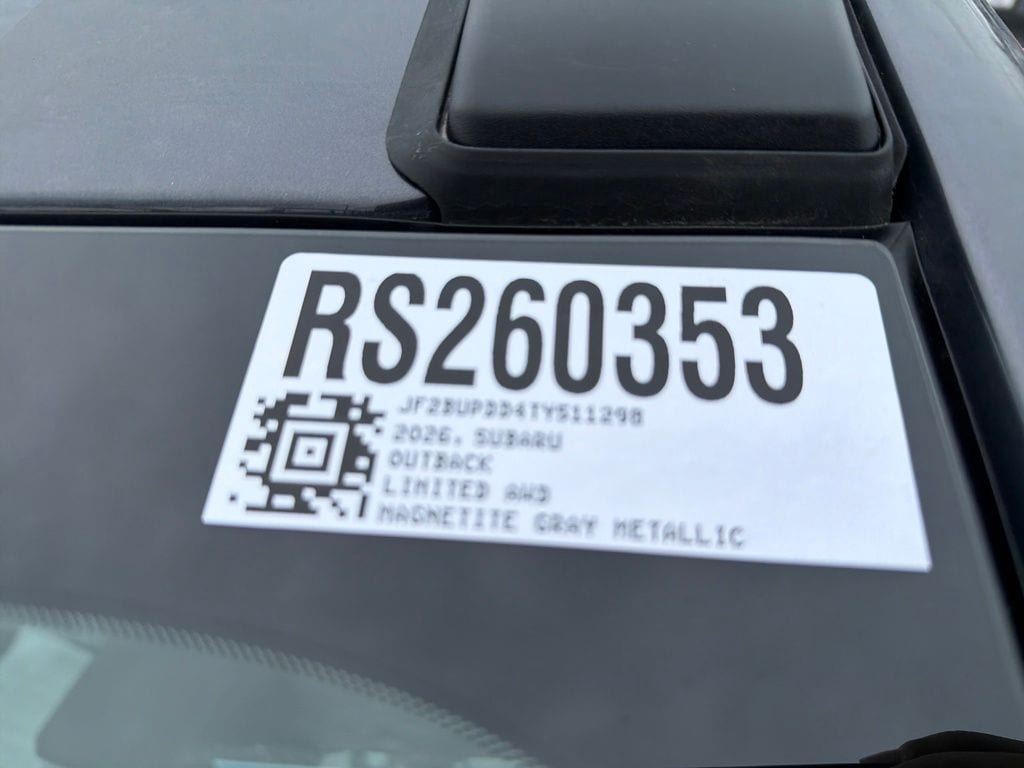 RS260353
JF2BUPDD4TY511298
2026, SUBARU
OUTBACK
LIMITED AWD
MAGNETITE GRAY METALLIC